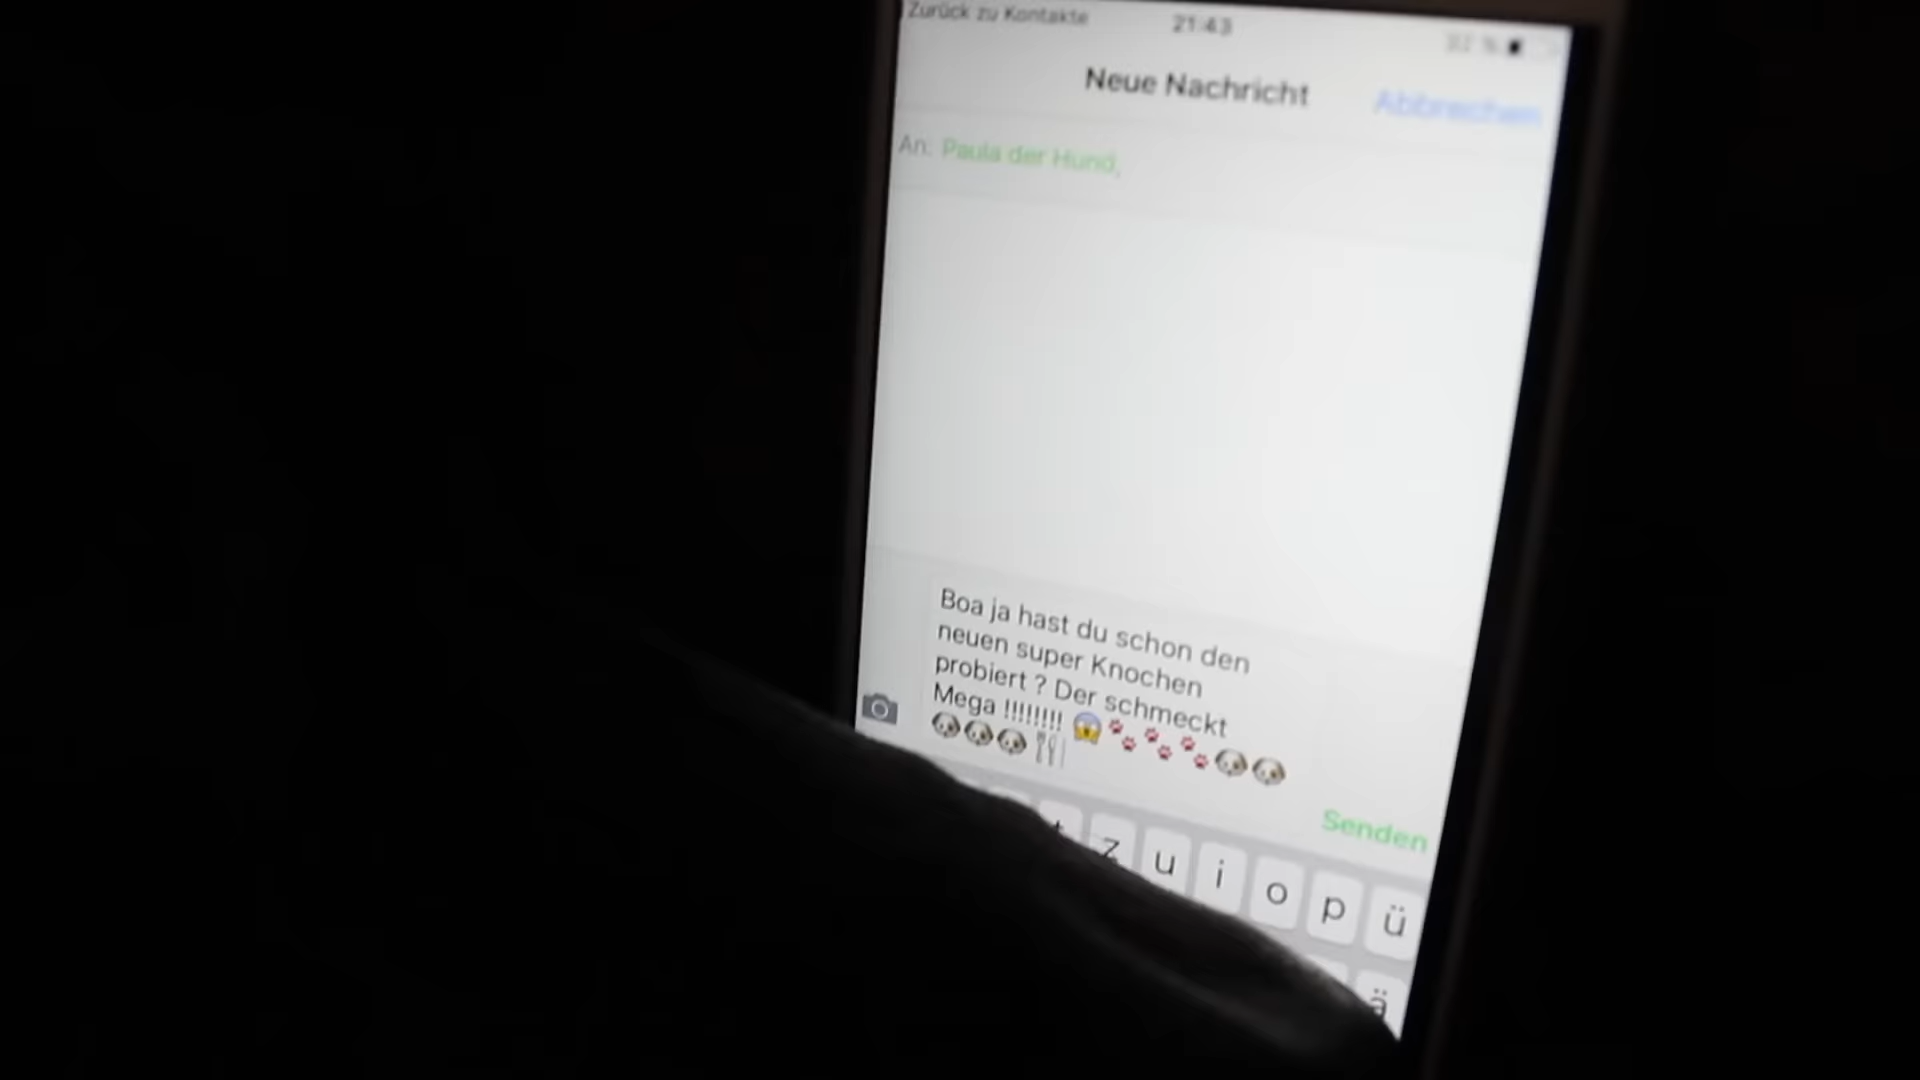 Zurück zu Kontakte 21:43
Neue Nachricht Abbrechen
An: Paula der Hund,
Boa ja hast du schon den
neuen super Knochen
probiert ? Der schmeckt
Mega !!!!!!!! 😱🐾🐾🐾🐶🐶
🐶🐶🐶🍴
Senden
t z u i o p ü
ä